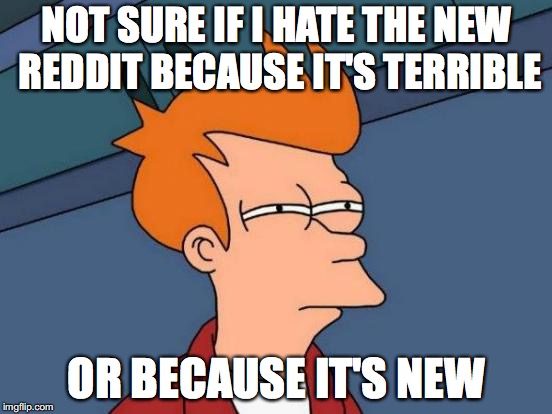 NOT SURE IF I HATE THE NEW
REDDIT BECAUSE IT'S TERRIBLE
OR BECAUSE IT'S NEW
imgflip.com